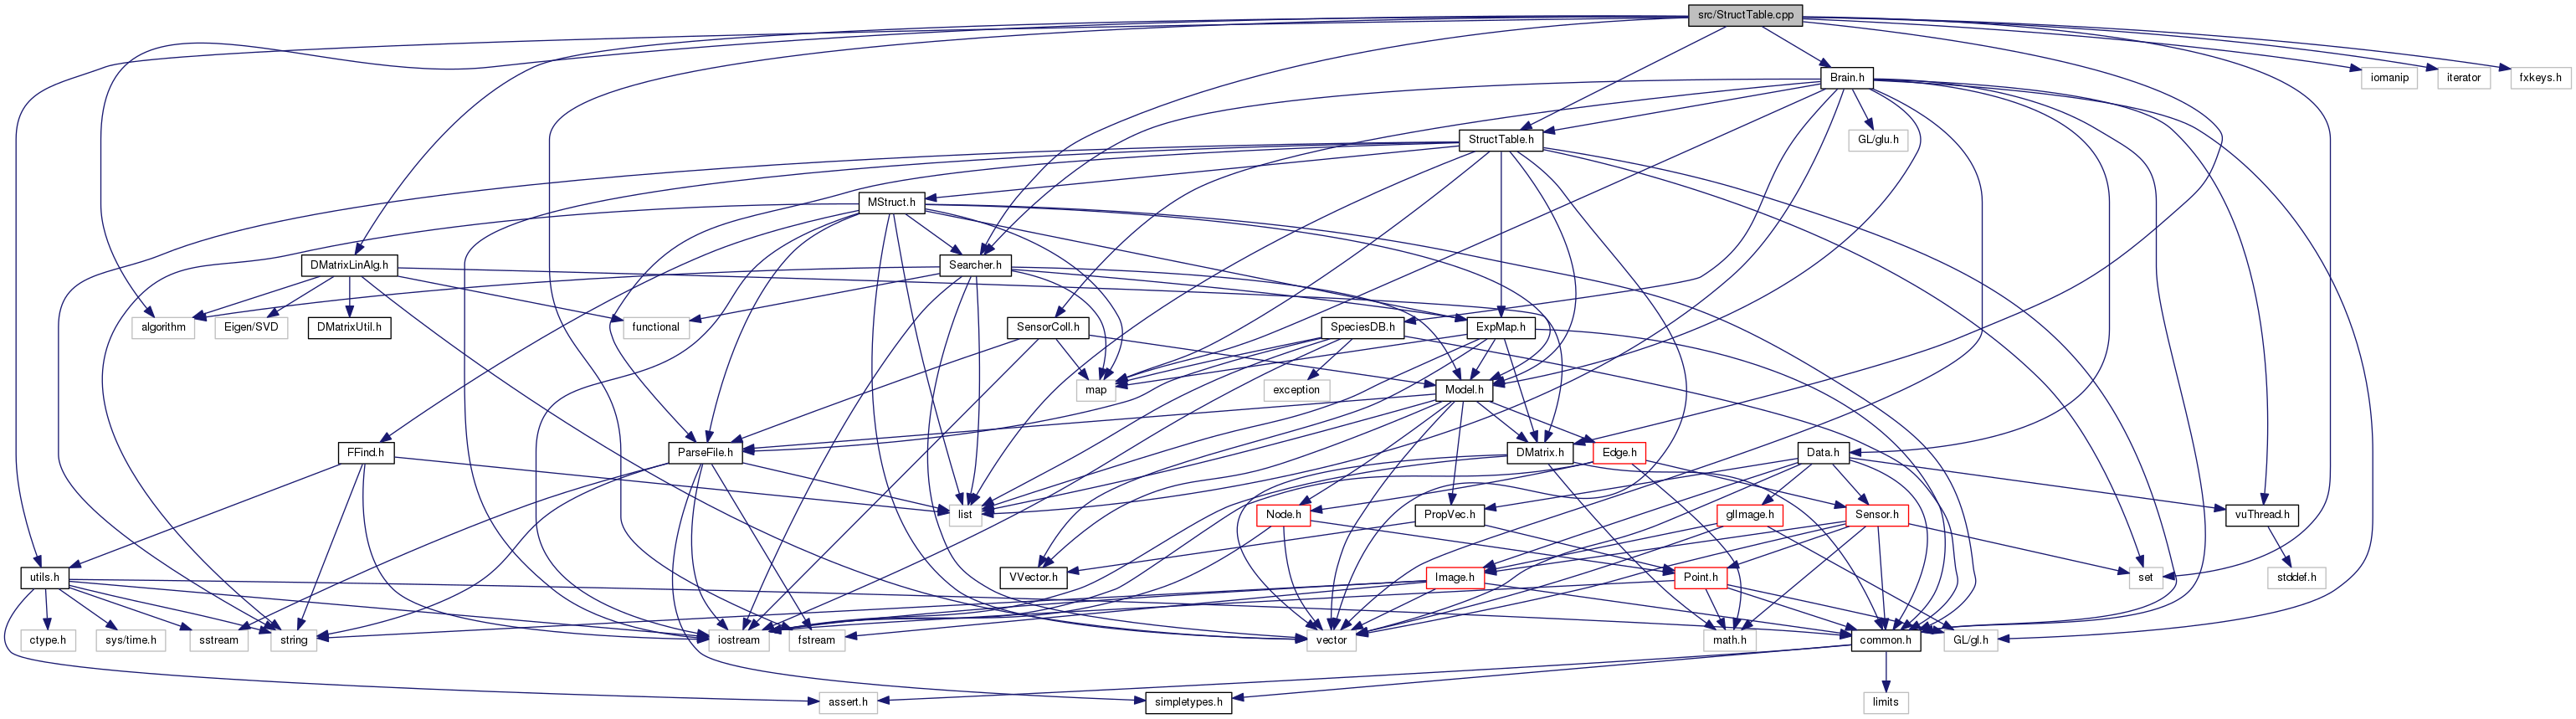 src/StructTable.cpp
Brain.h
iomanip
iterator
fxkeys.h
StructTable.h
GL/glu.h
MStruct.h
DMatrixLinAlg.h
Searcher.h
algorithm
Eigen/SVD
DMatrixUtil.h
functional
SensorColl.h
SpeciesDB.h
ExpMap.h
map
exception
Model.h
FFind.h
ParseFile.h
DMatrix.h
Edge.h
Data.h
list
Node.h
PropVec.h
glImage.h
Sensor.h
vuThread.h
utils.h
VVector.h
Image.h
Point.h
set
stddef.h
ctype.h
sys/time.h
sstream
string
iostream
fstream
vector
math.h
common.h
GL/gl.h
assert.h
simpletypes.h
limits